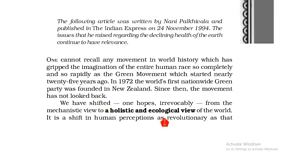 The following article was written by Nani Palkhivala and
published in The Indian Express on 24 November 1994. The
issues that he raised regarding the declining health of the earth
continue to have relevance.
ONE cannot recall any movement in world history which has
gripped the imagination of the entire human race so completely
and so rapidly as the Green Movement which started nearly
twenty-five years ago. In 1972 the world's first nationwide Green
party was founded in New Zealand. Since then, the movement
has not looked back.
We have shifted — one hopes, irrevocably — from the
mechanistic view to a holistic and ecological view of the world.
It is a shift in human perceptions as revolutionary as that
Activate Windows